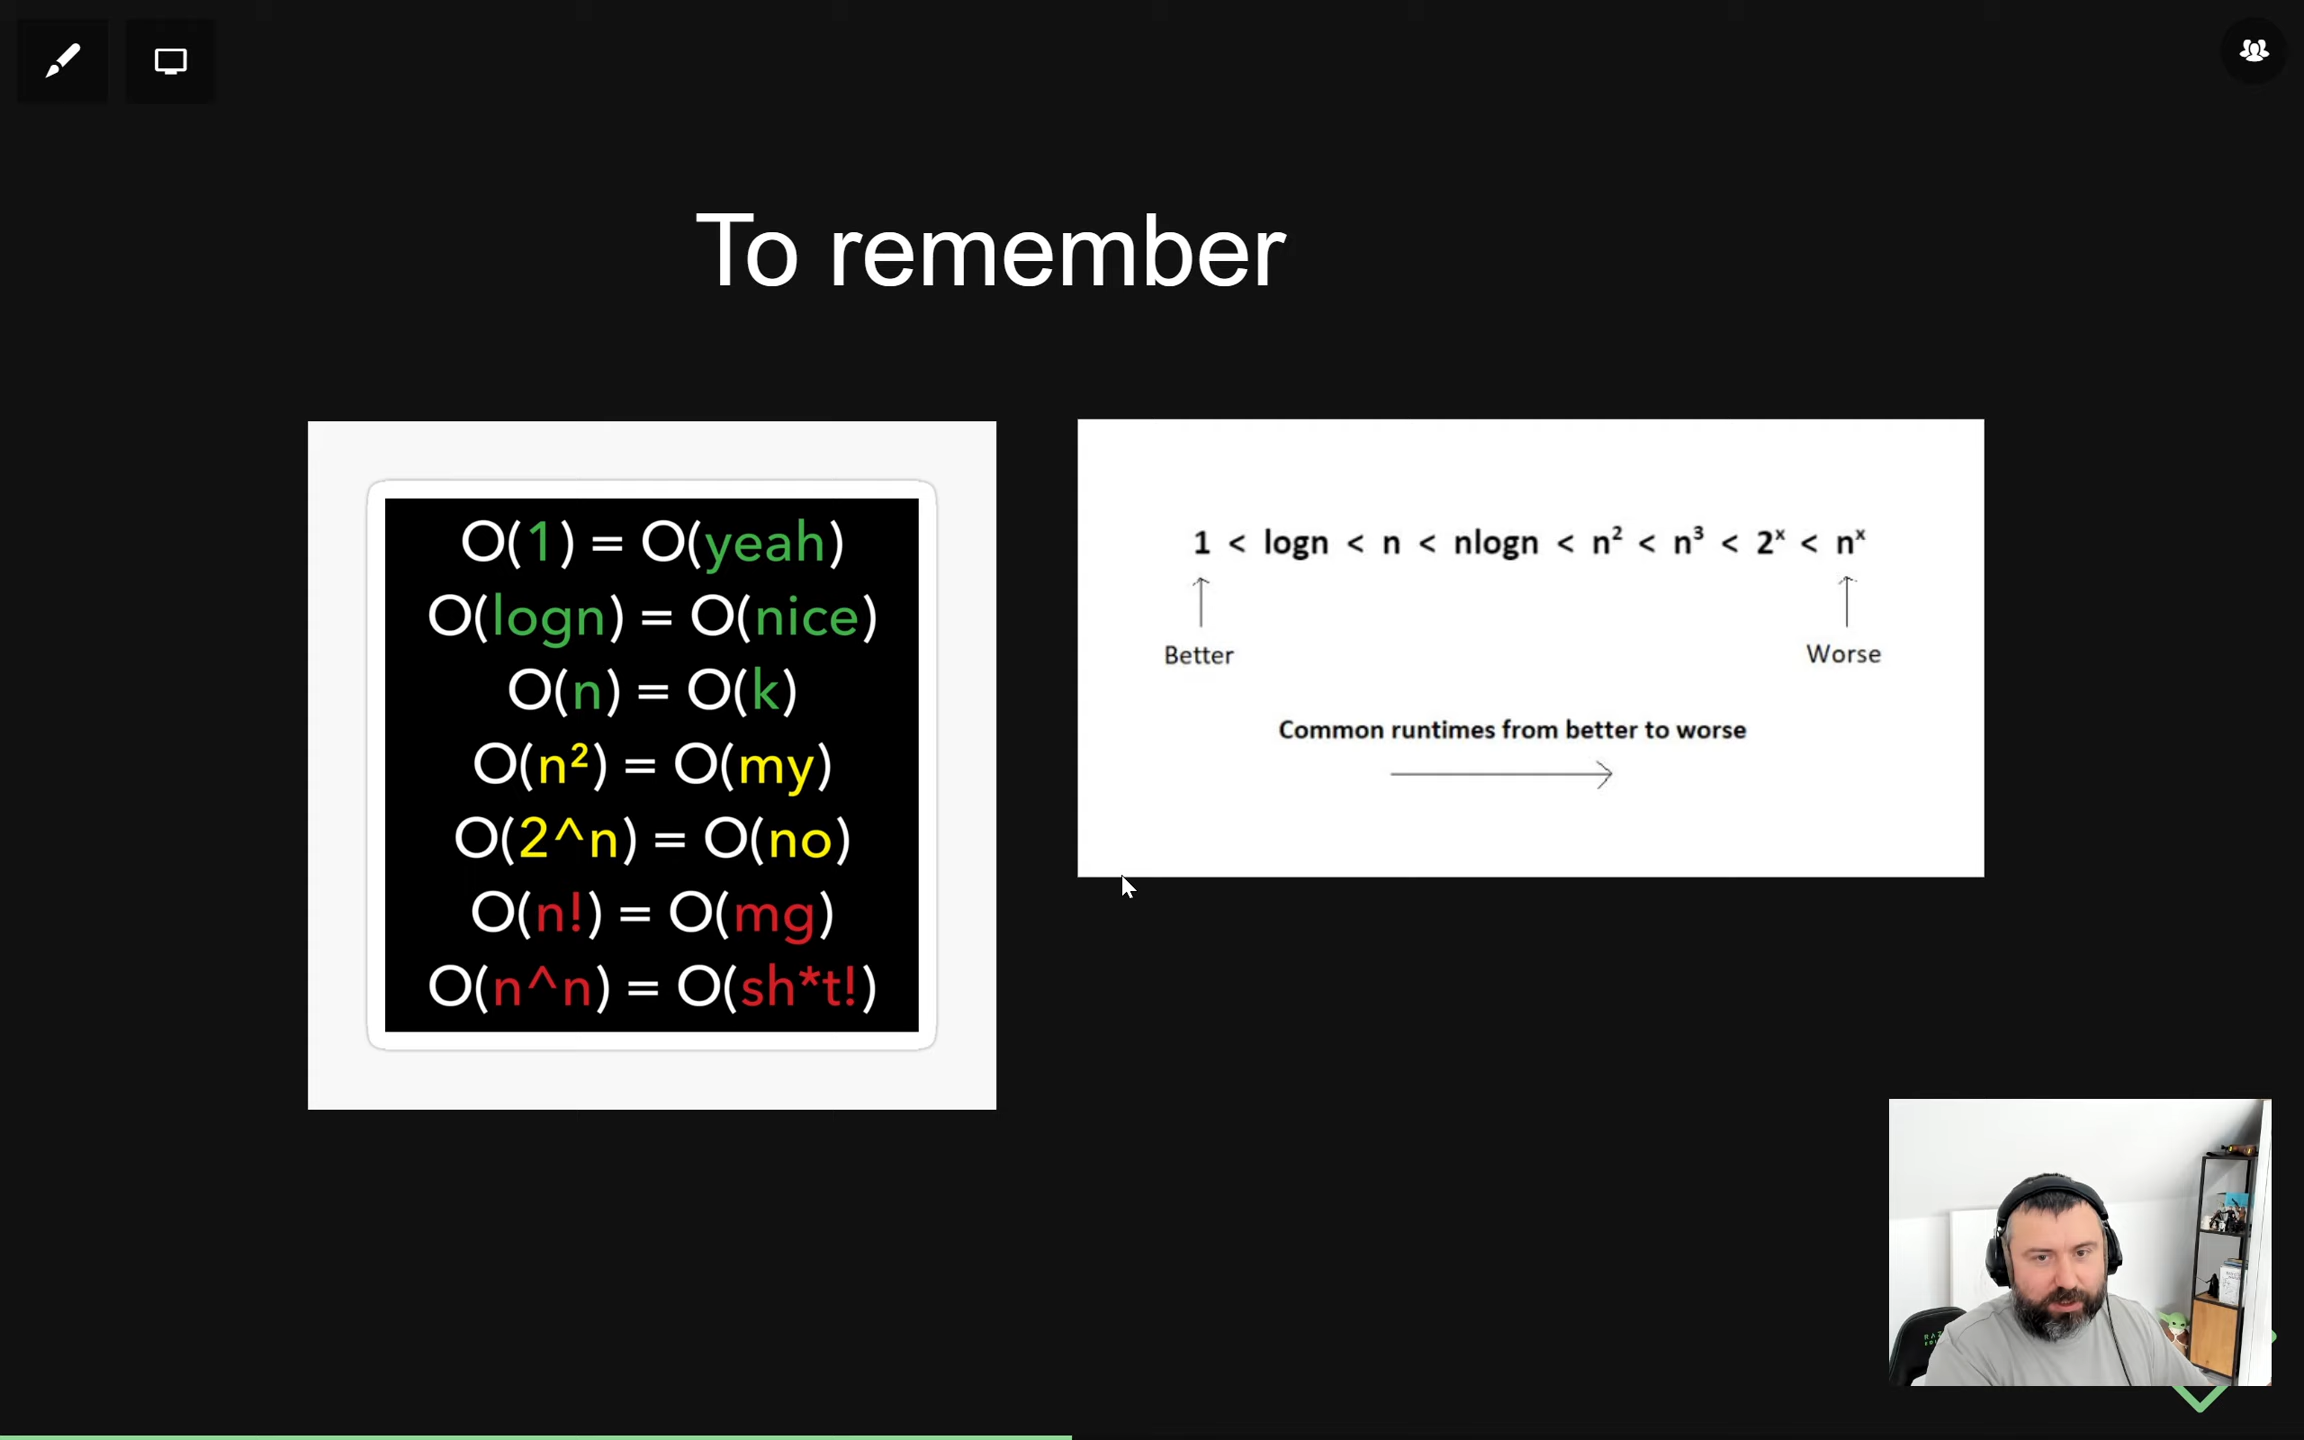 To remember
O(1) = O(yeah)
O(logn) = O(nice)
O(n) = O(k)
O(n²) = O(my)
O(2^n) = O(no)
O(n!) = O(mg)
O(n^n) = O(sh*t!)
1 < logn < n < nlogn < n² < n³ < 2ˣ < nˣ
Better Worse
Common runtimes from better to worse